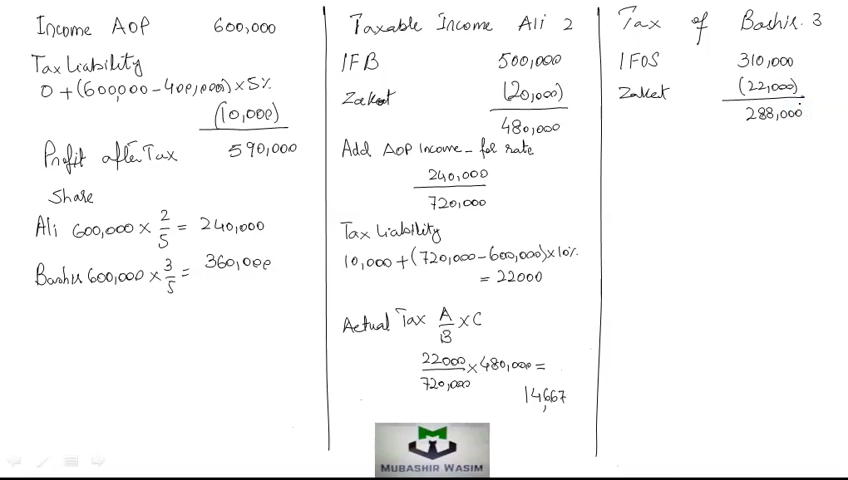 Income AOP 600,000
Tax Liability
0 + (600,000 - 400,000) × 5%
(10,000)
Profit after Tax 590,000
Share
Ali 600,000 × 2/5 = 240,000
Bashir 600,000 × 3/5 = 360,000
Taxable Income Ali 2
IFB 500,000
Zakat (20,000)
480,000
Add AOP Income - for rate
240,000
720,000
Tax Liability
10,000 + (720,000 - 600,000) × 10%
= 22000
Actual Tax A/B × C
22000/720,000 × 480,000 =
14,667
Tax of Bashir. 3
IFOS 310,000
Zaket (22,000)
288,000
MUBASHIR WASIM